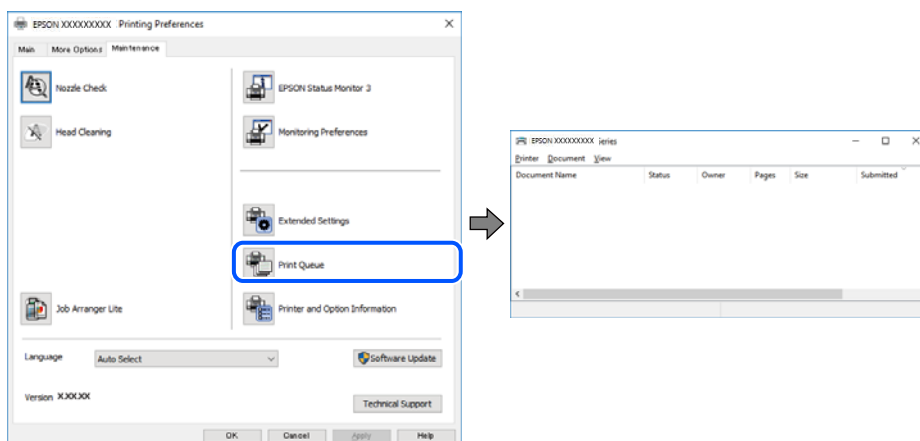 EPSON XXXXXXXXX Printing Preferences
Main More Options Maintenance
Nozzle Check
Head Cleaning
Job Arranger Lite
EPSON Status Monitor 3
Monitoring Preferences
Extended Settings
Print Queue
Printer and Option Information
Language Auto Select Software Update
Version X.XX.XX
Technical Support
OK Cancel Apply Help
EPSON XXXXXXXXX ieries
Printer Document View
Document Name Status Owner Pages Size Submitted